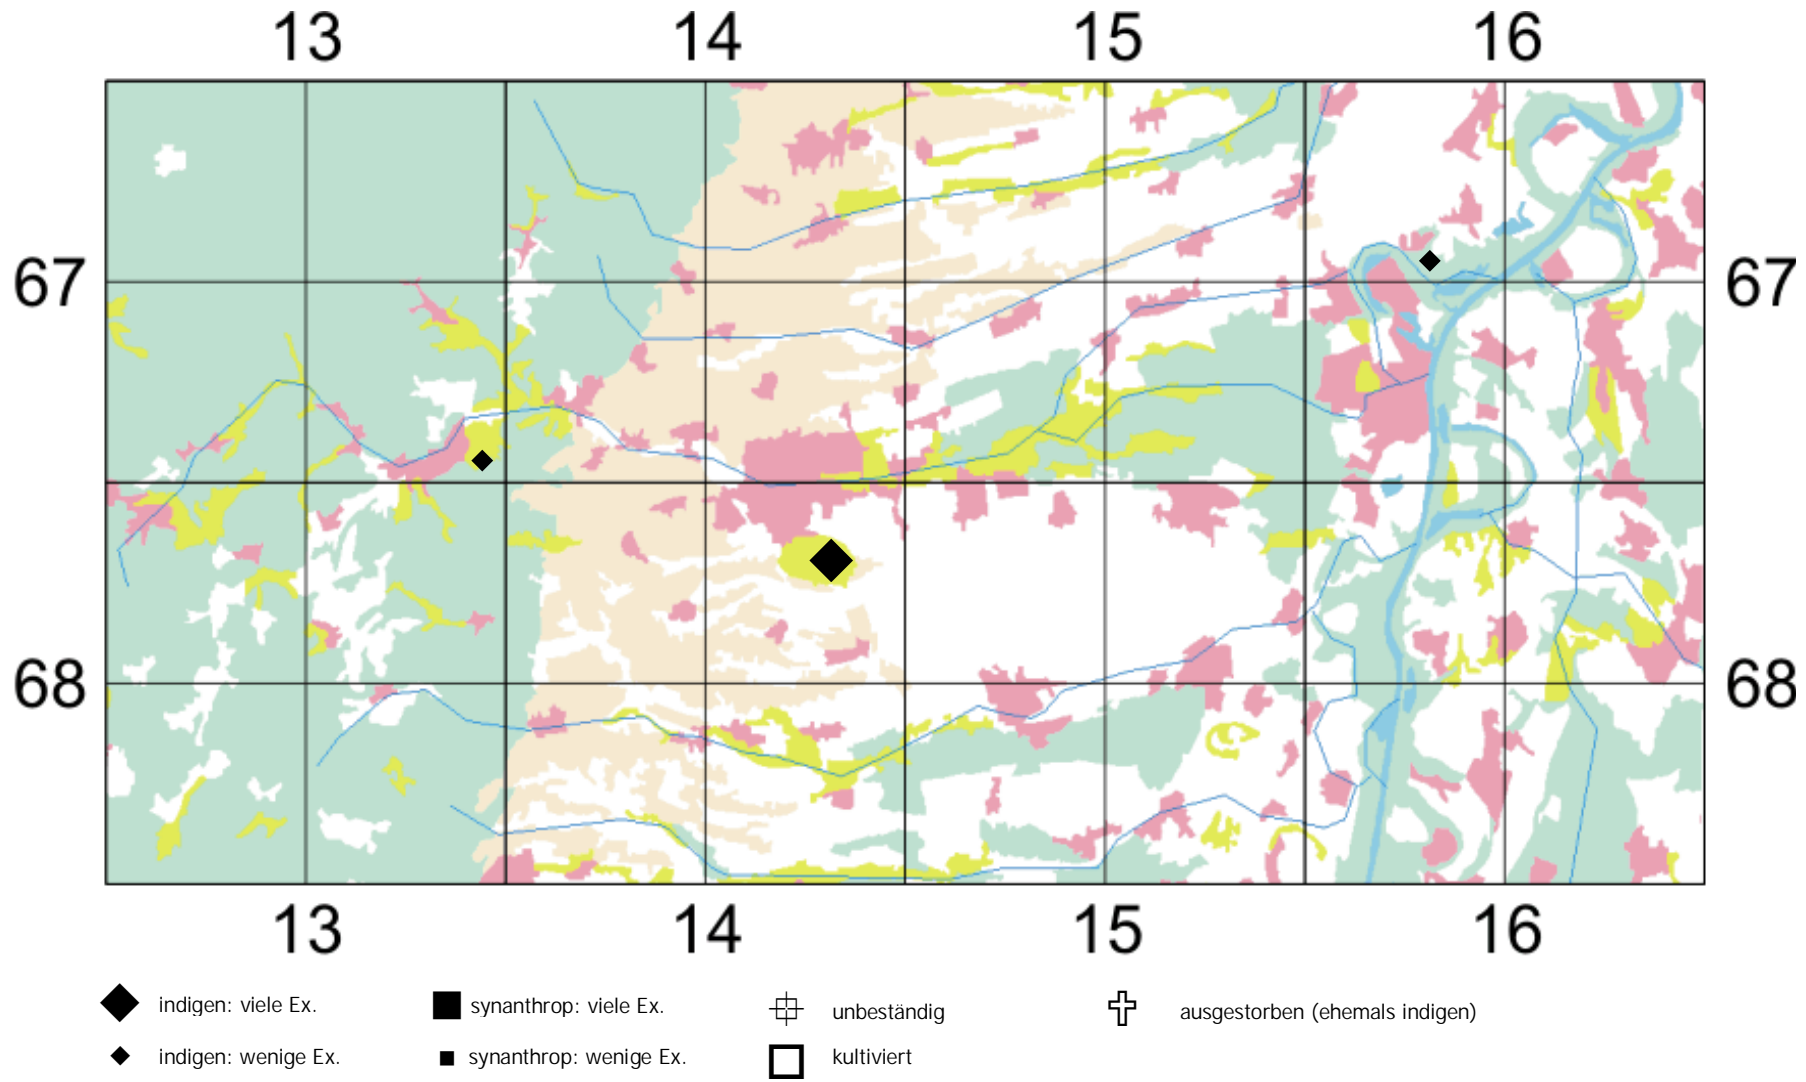 13 14 15 16
67 67
68 68
13 14 15 16
indigen: viele Ex. synanthrop: viele Ex. unbeständig ausgestorben (ehemals indigen)
indigen: wenige Ex. synanthrop: wenige Ex. kultiviert